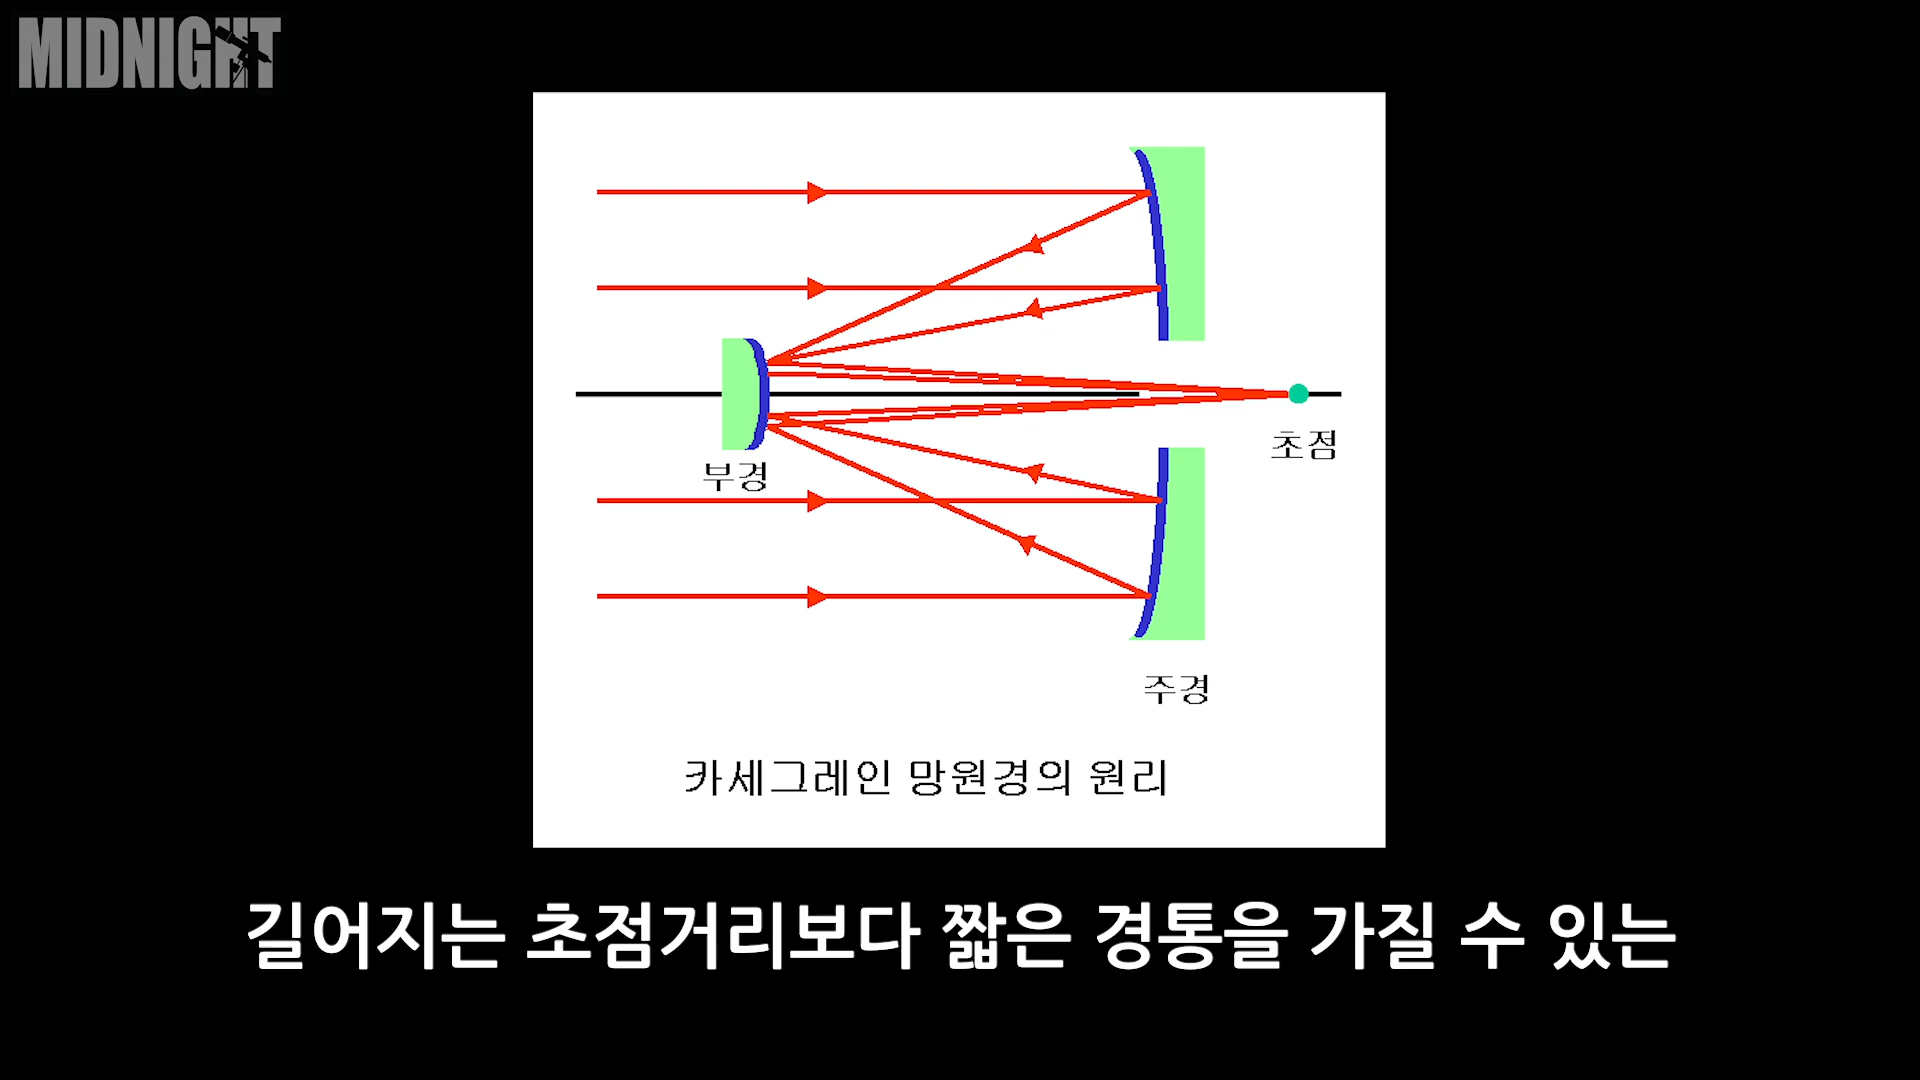 MIDNIGHT
초점
부경
주경
카세그레인 망원경의 원리
길어지는 초점거리보다 짧은 경통을 가질 수 있는